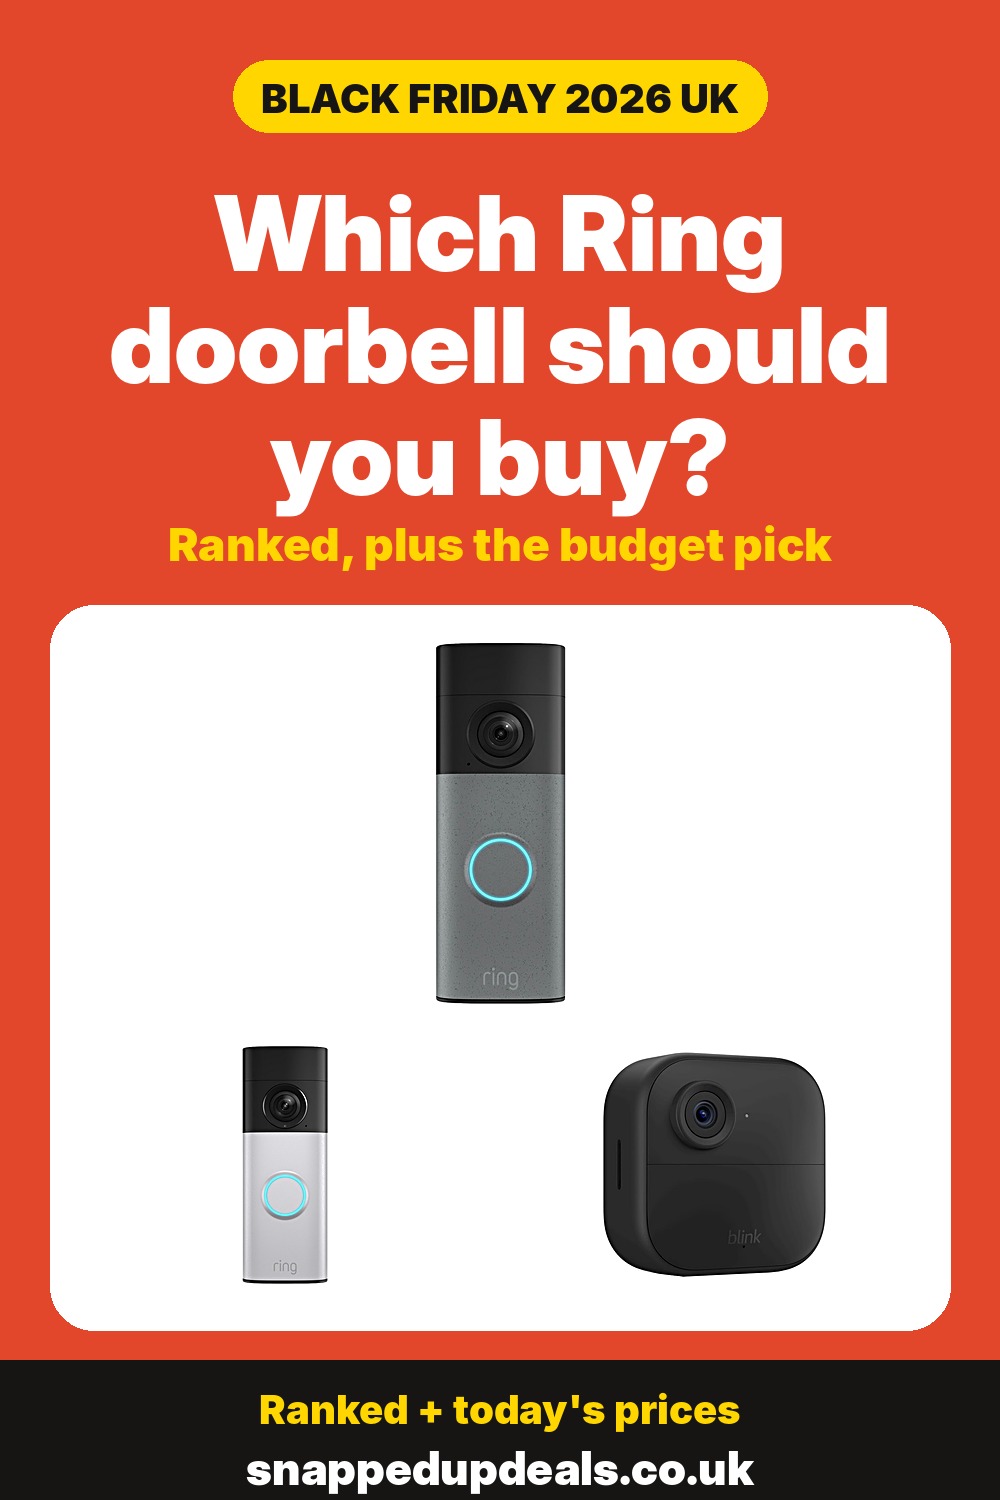 BLACK FRIDAY 2026 UK
Which Ring
doorbell should
you buy?
Ranked, plus the budget pick
ring
ring
blink
Ranked + today's prices
snappedupdeals.co.uk